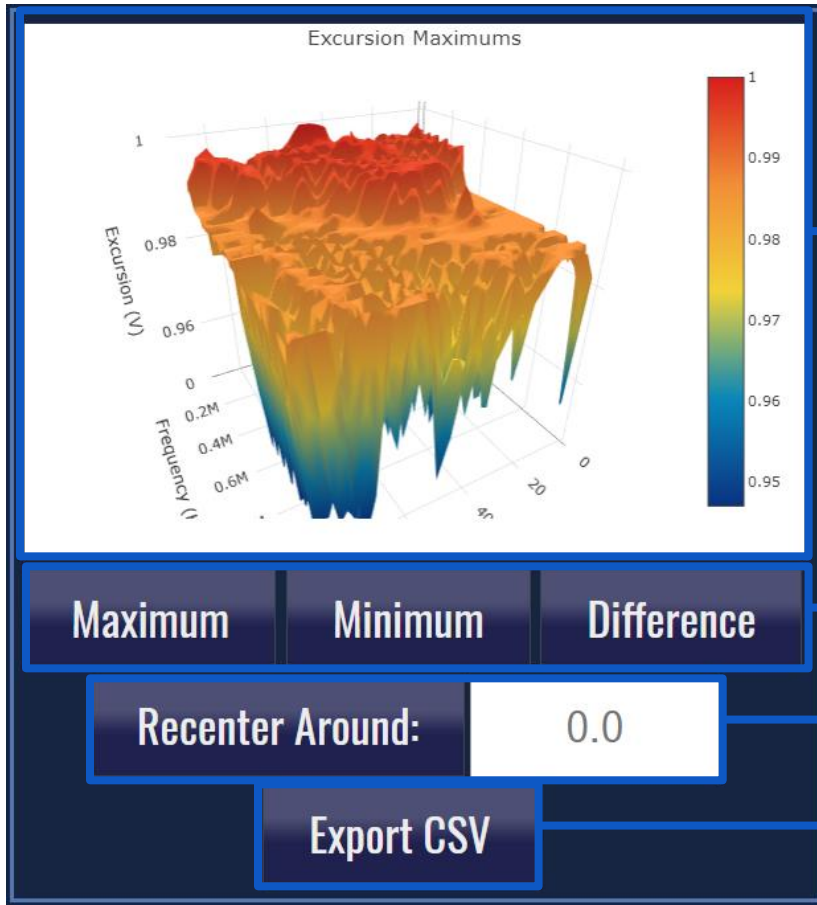 Excursion Maximums
1
0.98
0.96
Excursion (V)
0
0.2M
0.4M
0.6M
Frequency (
40
20
0
1
0.99
0.98
0.97
0.96
0.95
Maximum Minimum Difference
Recenter Around: 0.0
Export CSV